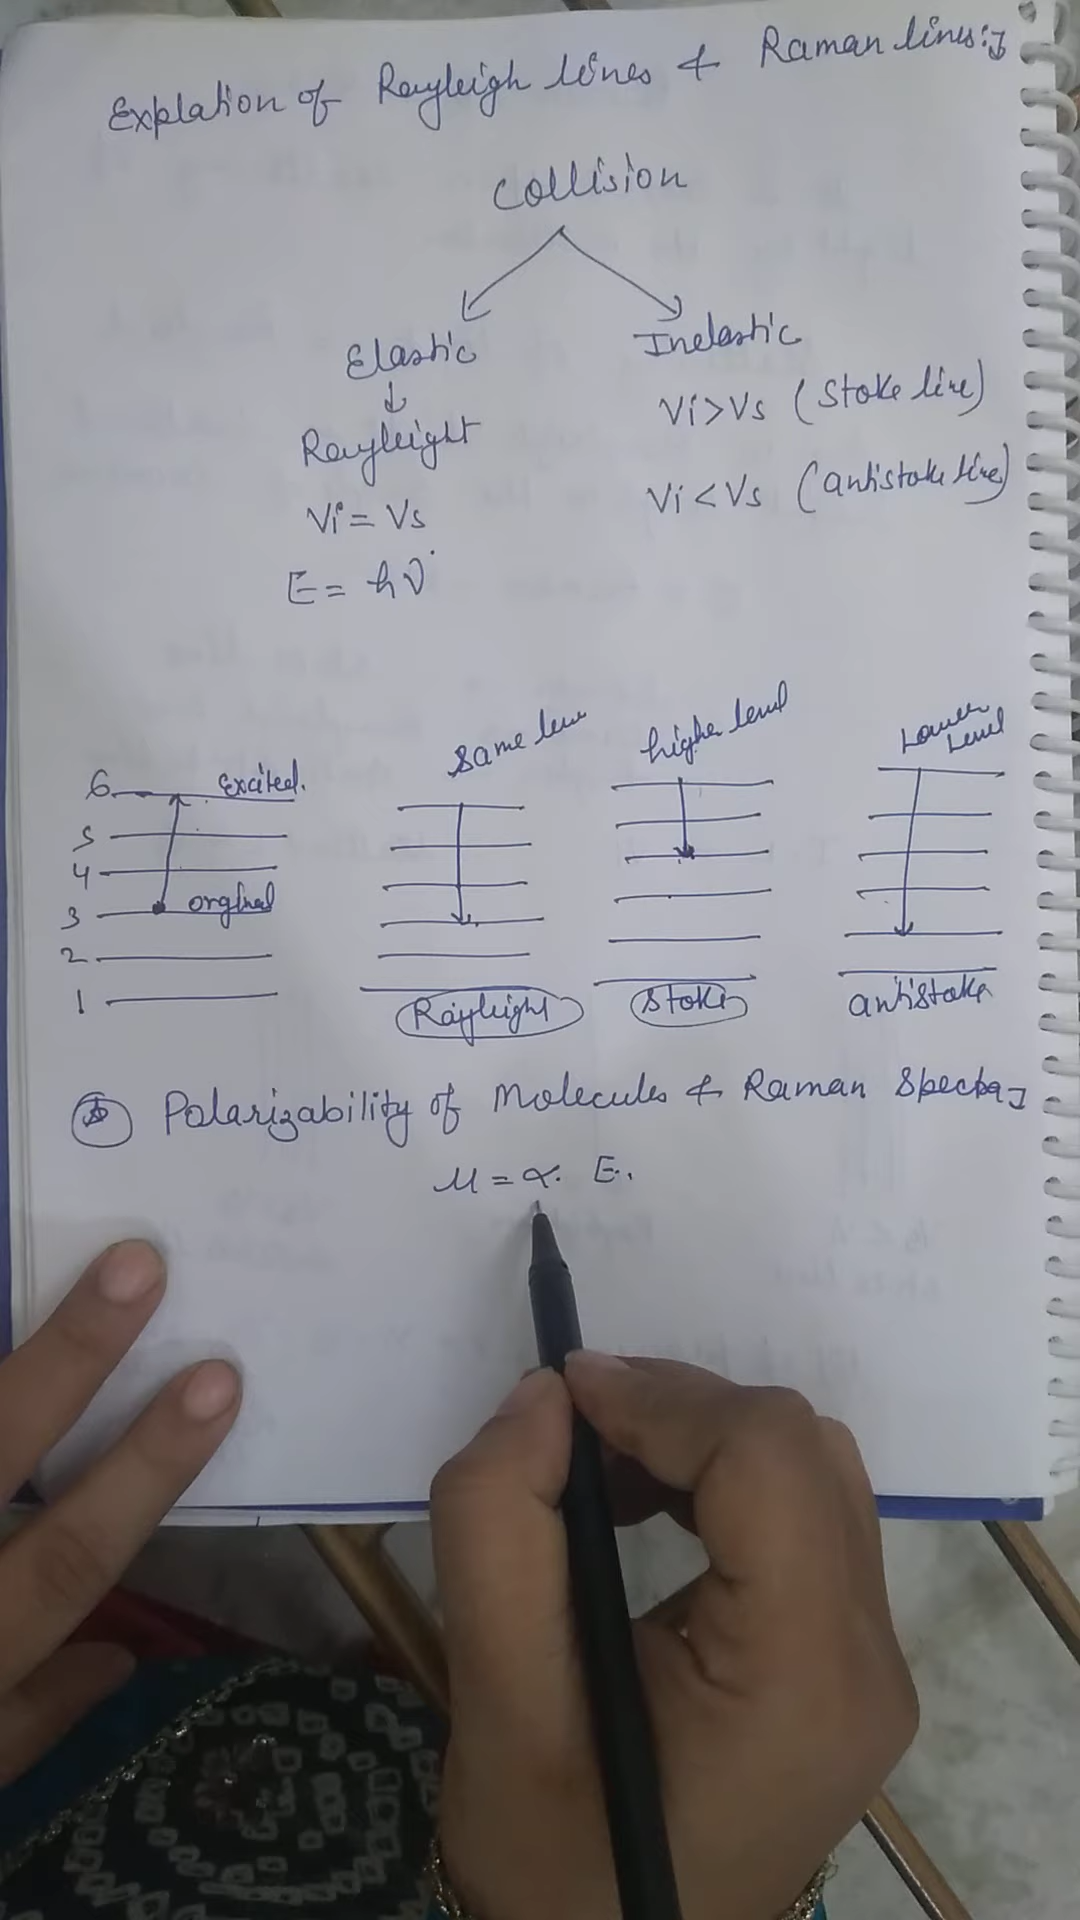 Explation of Rayleigh lines & Raman lines:
Collision
Elastic Inelastic
Rayleight
Vi = Vs
E = hν
Vi > Vs (Stoke line)
Vi < Vs (antistoke line)
Same leve
higher level
Lower
Level
6 Excited.
5
4
3 orginal
2
1
Rayleight
Stoke
antistoke
Polarizability of Molecules & Raman Spectra
μ = α. E.